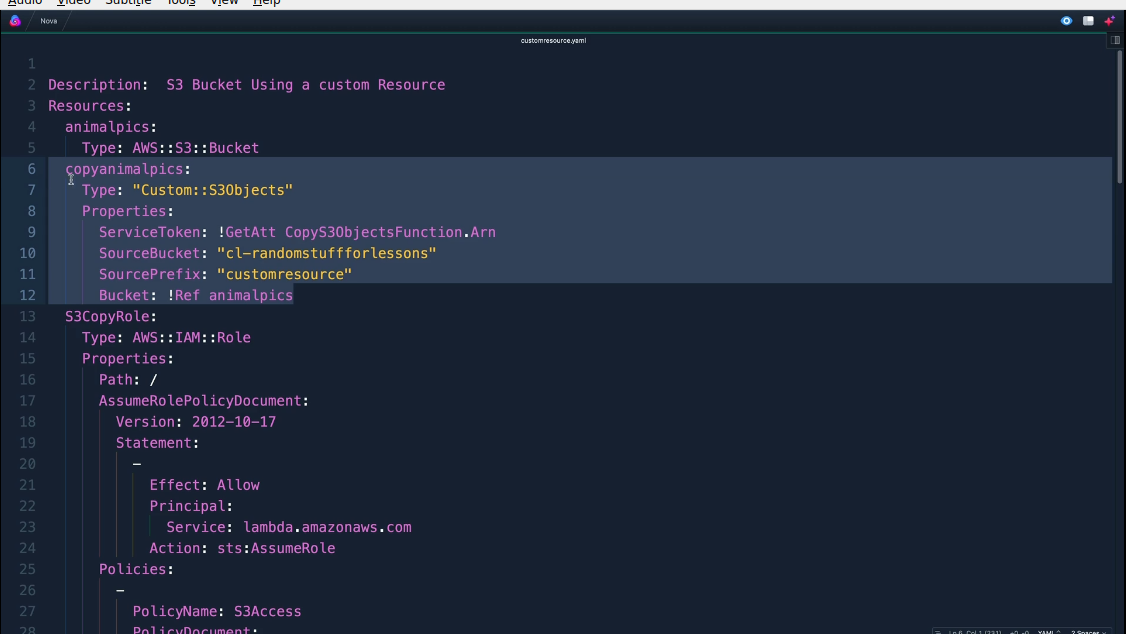 Audio Video Subtitle Tools View Help
Nova
customresource.yaml
1
2 Description:  S3 Bucket Using a custom Resource
3 Resources:
4   animalpics:
5     Type: AWS::S3::Bucket
6   copyanimalpics:
7     Type: "Custom::S3Objects"
8     Properties:
9       ServiceToken: !GetAtt CopyS3ObjectsFunction.Arn
10       SourceBucket: "cl-randomstuffforlessons"
11       SourcePrefix: "customresource"
12       Bucket: !Ref animalpics
13   S3CopyRole:
14     Type: AWS::IAM::Role
15     Properties:
16       Path: /
17       AssumeRolePolicyDocument:
18         Version: 2012-10-17
19         Statement:
20           -
21             Effect: Allow
22             Principal:
23               Service: lambda.amazonaws.com
24             Action: sts:AssumeRole
25       Policies:
26         -
27           PolicyName: S3Access
28           PolicyDocument: